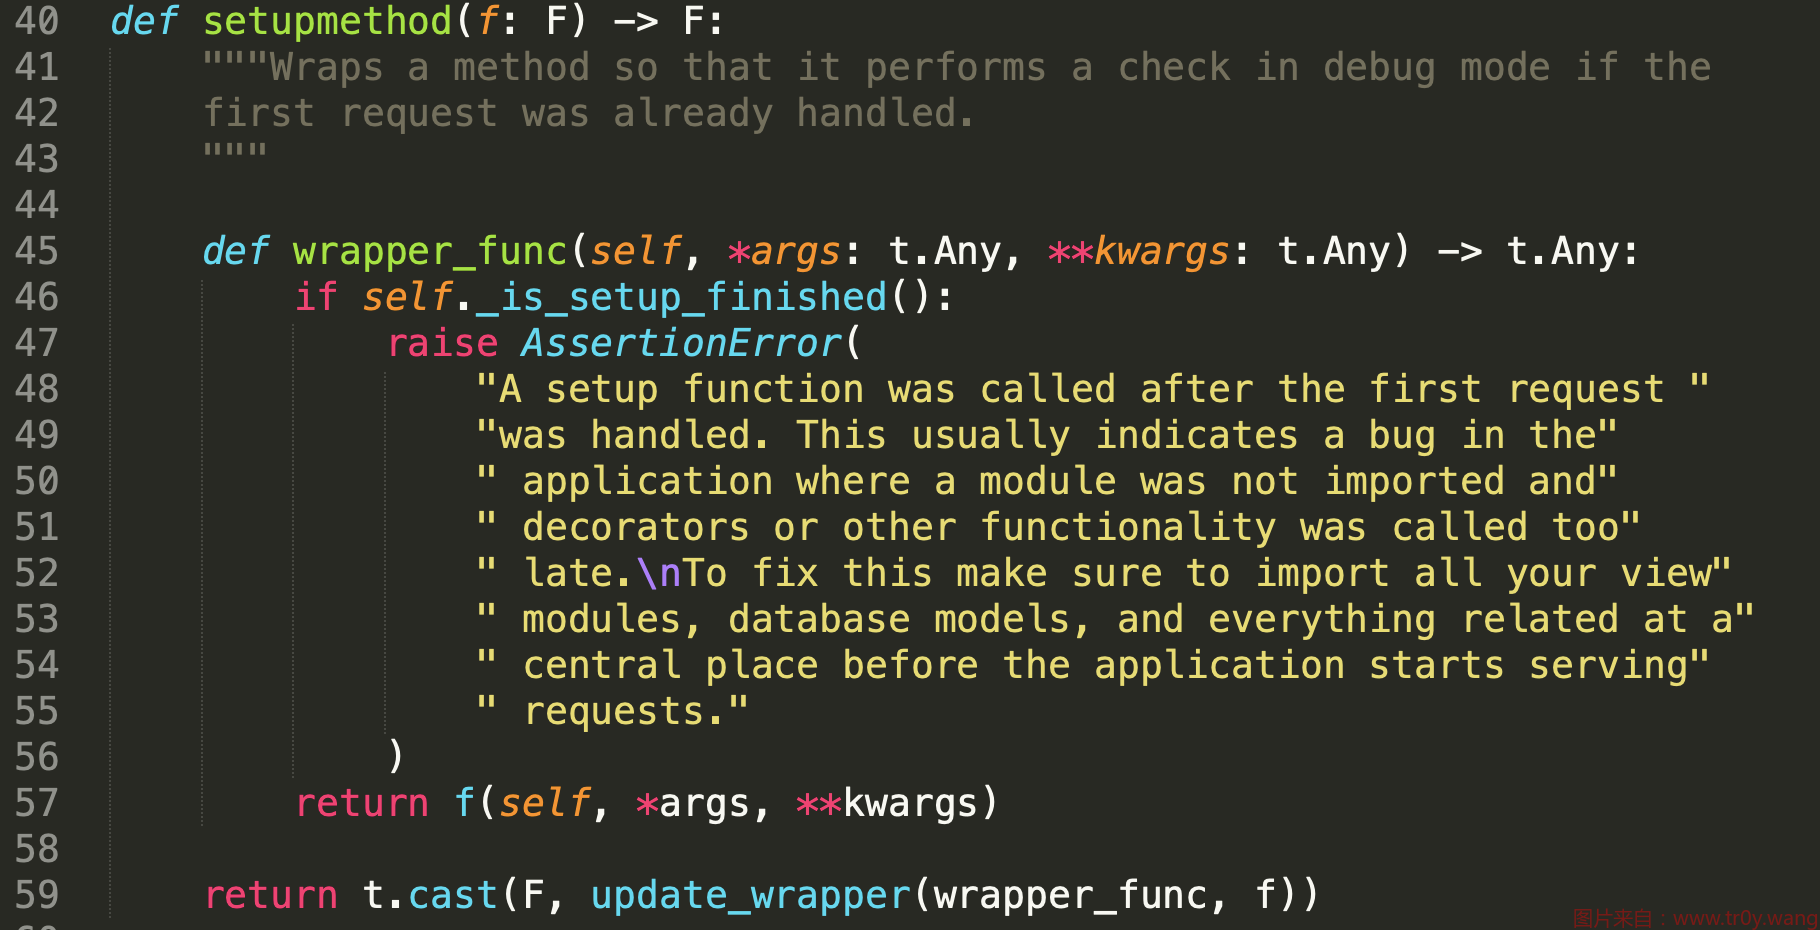 40 def setupmethod(f: F) -> F:
41     """Wraps a method so that it performs a check in debug mode if the
42     first request was already handled.
43     """
44
45     def wrapper_func(self, *args: t.Any, **kwargs: t.Any) -> t.Any:
46         if self._is_setup_finished():
47             raise AssertionError(
48                 "A setup function was called after the first request "
49                 "was handled. This usually indicates a bug in the"
50                 " application where a module was not imported and"
51                 " decorators or other functionality was called too"
52                 " late.\nTo fix this make sure to import all your view"
53                 " modules, database models, and everything related at a"
54                 " central place before the application starts serving"
55                 " requests."
56             )
57         return f(self, *args, **kwargs)
58
59     return t.cast(F, update_wrapper(wrapper_func, f))
图片来自：www.tr0y.wang